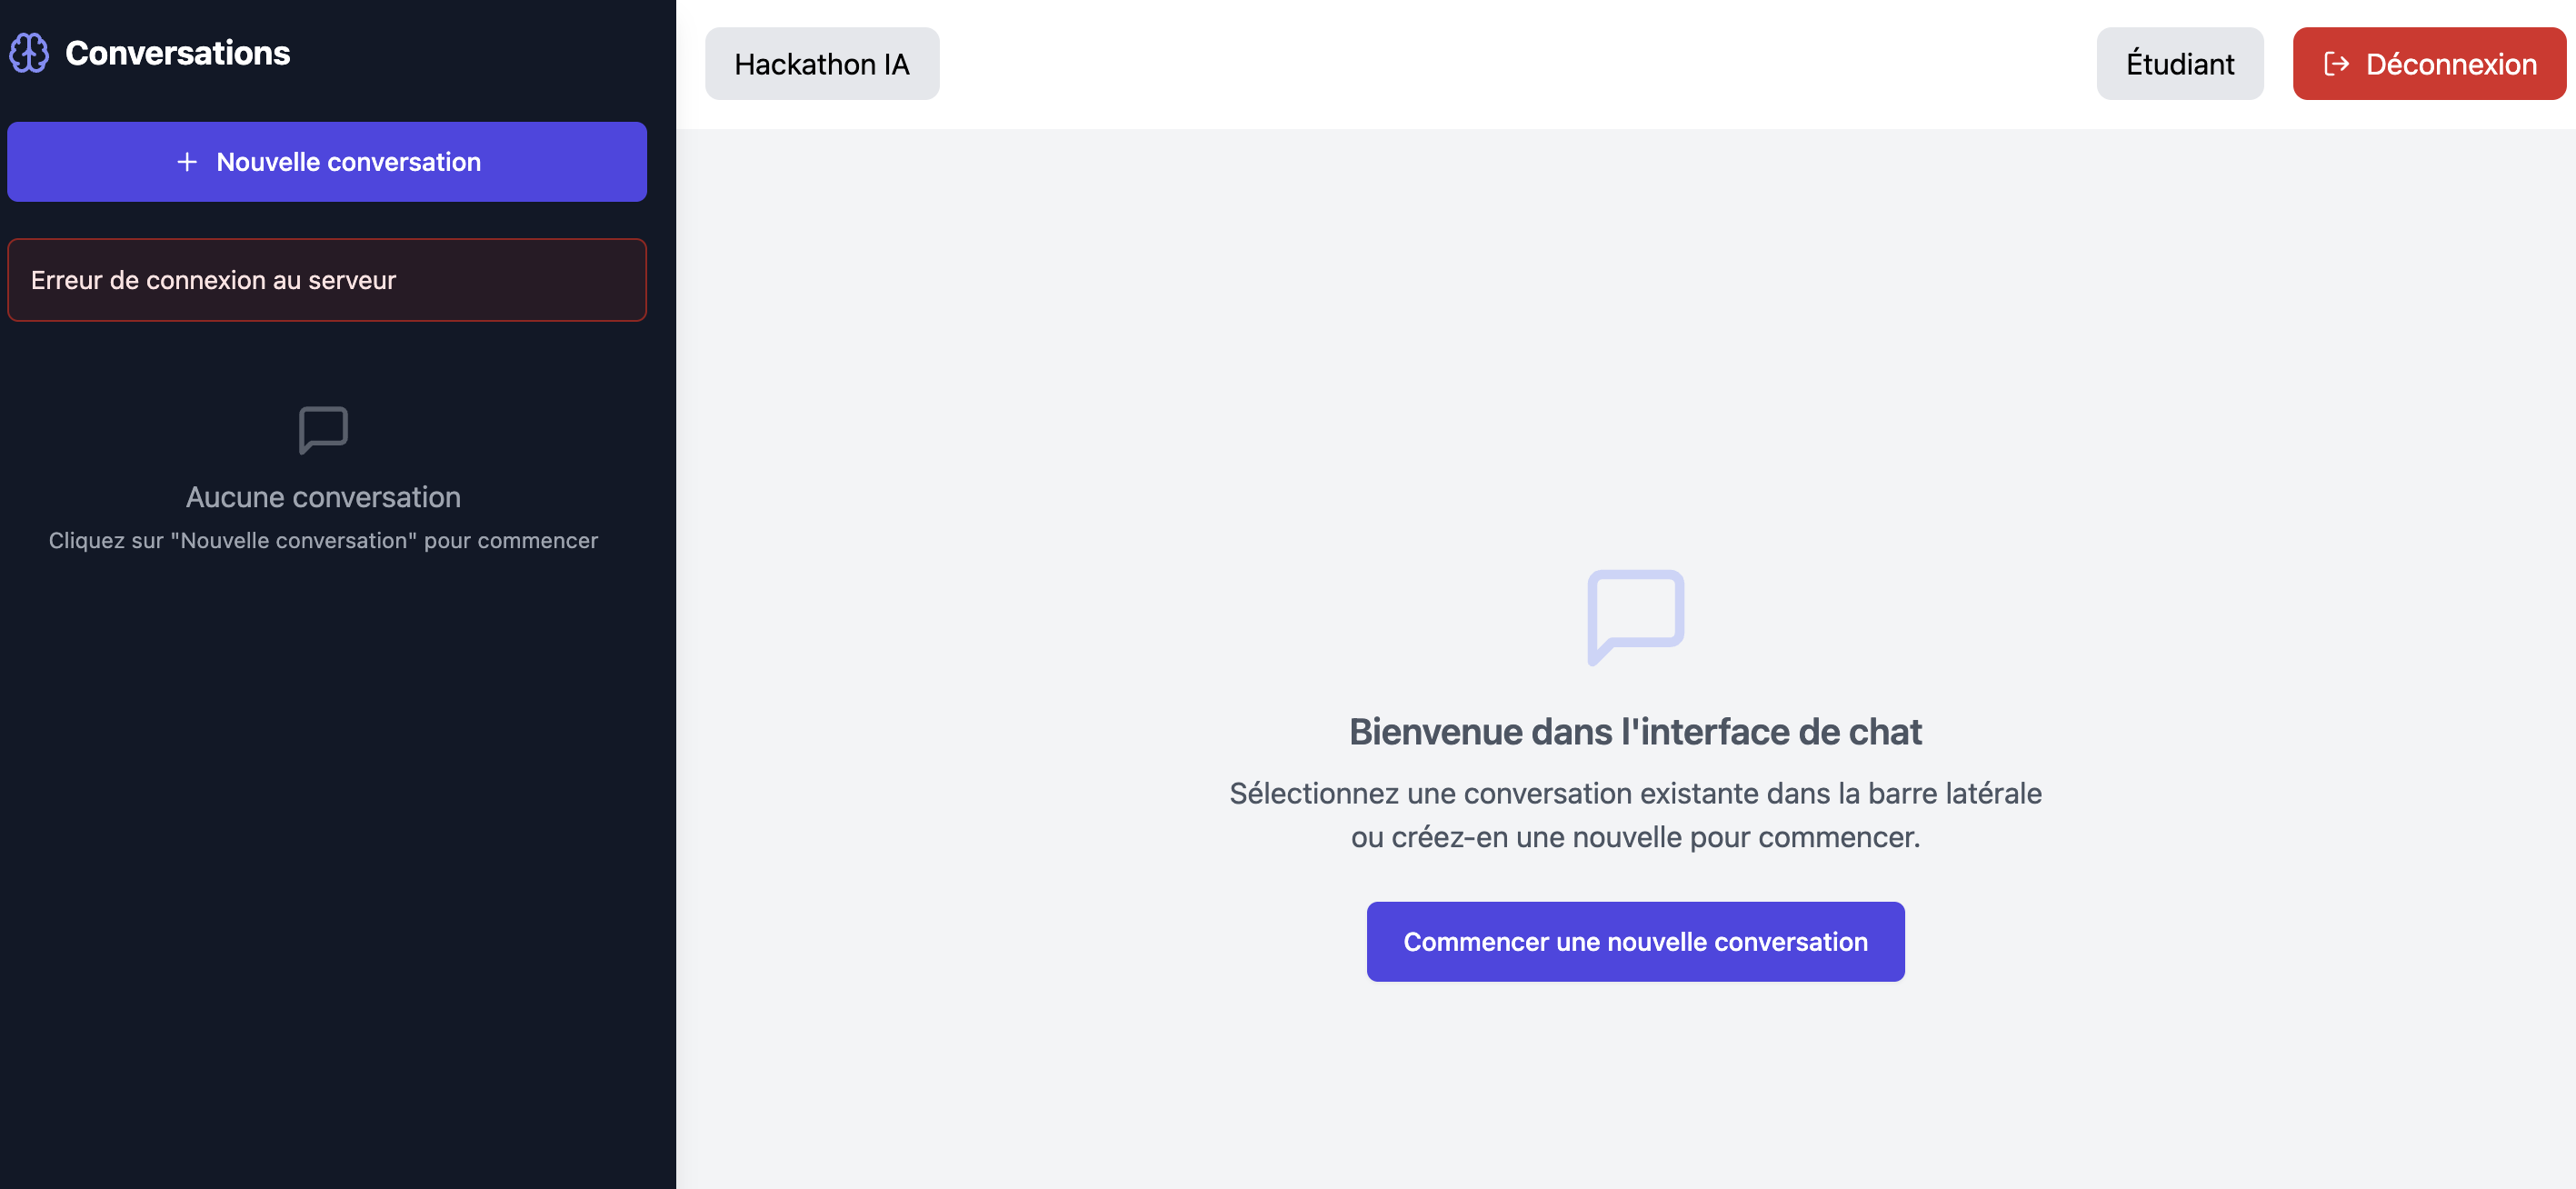 Conversations
Nouvelle conversation
Erreur de connexion au serveur
Aucune conversation
Cliquez sur "Nouvelle conversation" pour commencer
Hackathon IA
Étudiant
Déconnexion
Bienvenue dans l'interface de chat
Sélectionnez une conversation existante dans la barre latérale
ou créez-en une nouvelle pour commencer.
Commencer une nouvelle conversation